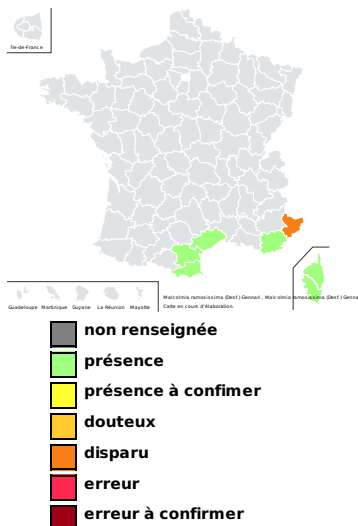 Île-de-France
Guadeloupe Martinique Guyane La Réunion Mayotte
Malcolmia ramosissima (Desf.) Gennari , Malcolmia ramosissima (Desf.) Genna
Carte en cours d'élaboration.
non renseignée
présence
présence à confimer
douteux
disparu
erreur
erreur à confirmer